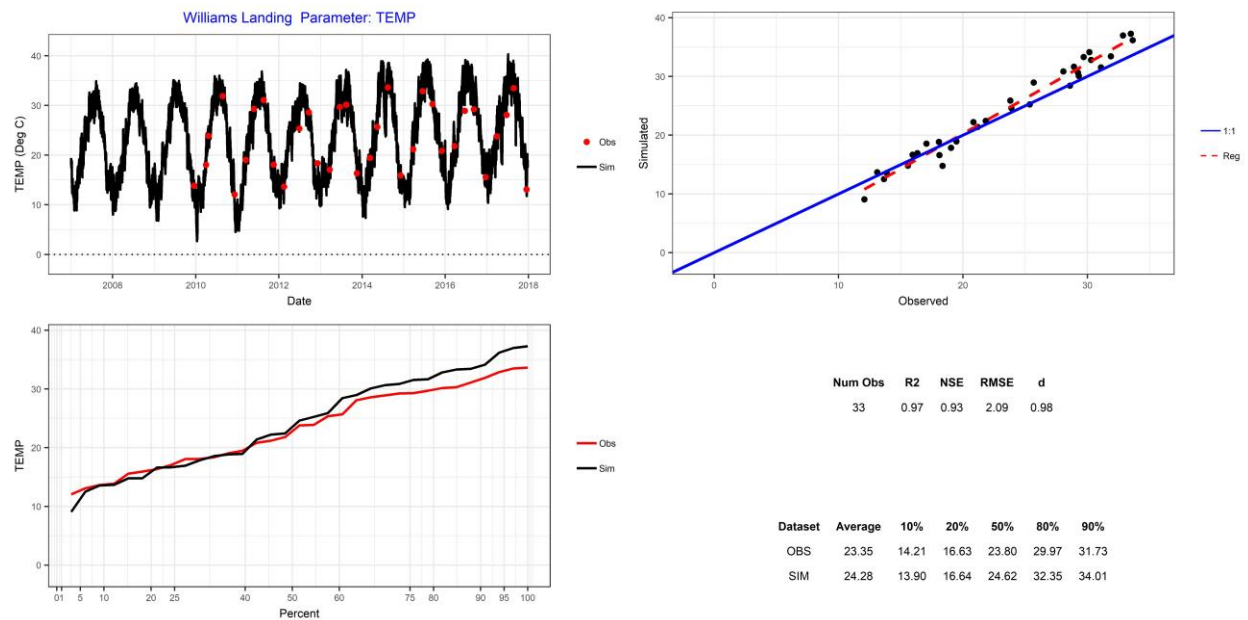 Williams Landing  Parameter: TEMP
40
30
20
10
0
TEMP (Deg C)
2008
2010
2012
2014
2016
2018
Date
Obs
Sim
40
30
20
10
0
Simulated
0
10
20
30
Observed
1:1
Reg
40
30
20
10
0
TEMP
01 5 20 25 40 50 60 75 80 90 95 100
Percent
Obs
Sim
Num Obs R2 NSE RMSE d
33 0.97 0.93 2.09 0.98
Dataset Average 10% 20% 50% 80% 90%
OBS 23.35 14.21 16.63 23.80 29.97 31.73
SIM 24.28 13.90 16.64 24.62 32.35 34.01